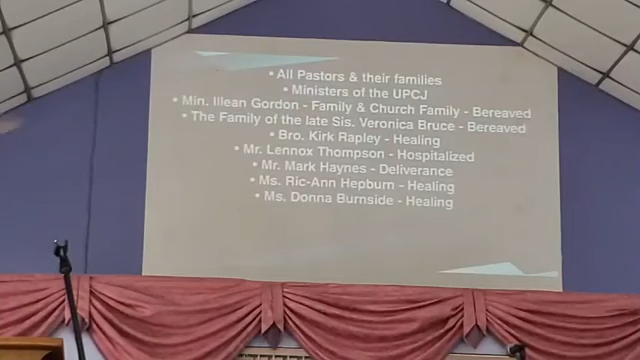 • All Pastors & their families
• Ministers of the UPCJ
• Min. Illean Gordon - Family & Church Family - Bereaved
• The Family of the late Sis. Veronica Bruce - Bereaved
• Bro. Kirk Rapley - Healing
• Mr. Lennox Thompson - Hospitalized
• Mr. Mark Haynes - Deliverance
• Ms. Ric-Ann Hepburn - Healing
• Ms. Donna Burnside - Healing